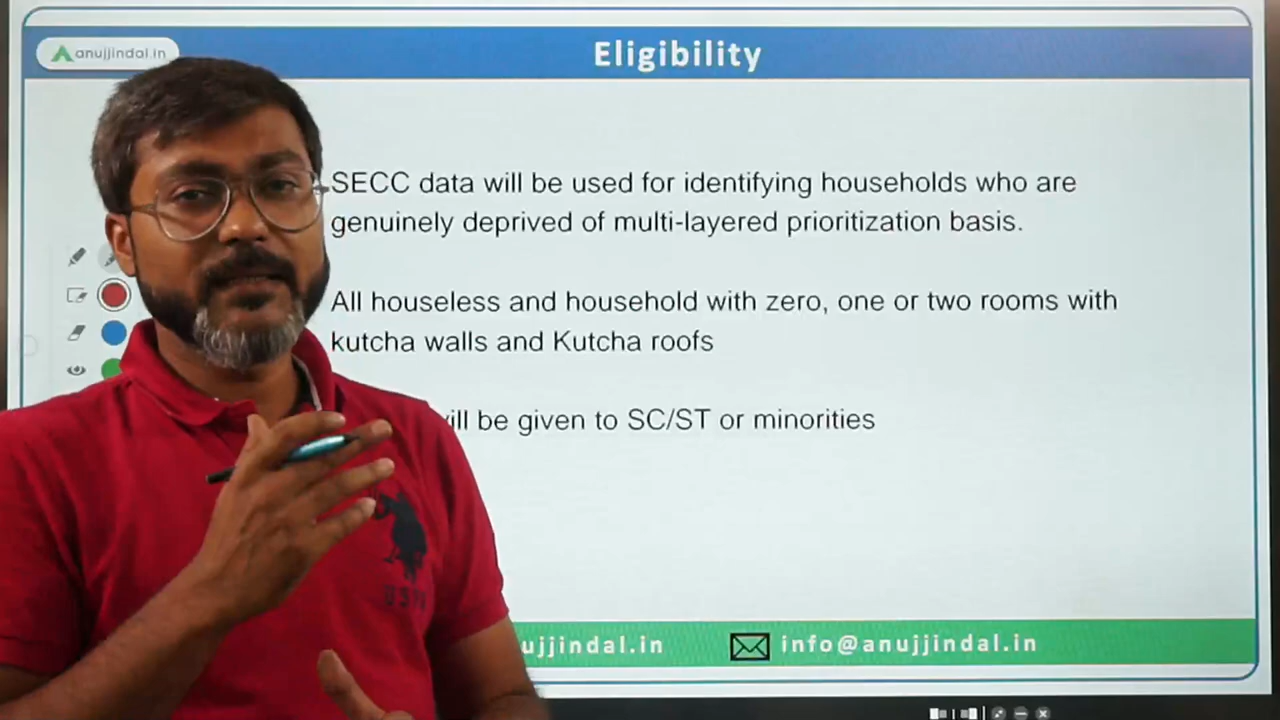 anujjindal.in
Eligibility
SECC data will be used for identifying households who are
genuinely deprived of multi-layered prioritization basis.
All houseless and household with zero, one or two rooms with
kutcha walls and Kutcha roofs
will be given to SC/ST or minorities
ujjindal.in
info@anujjindal.in